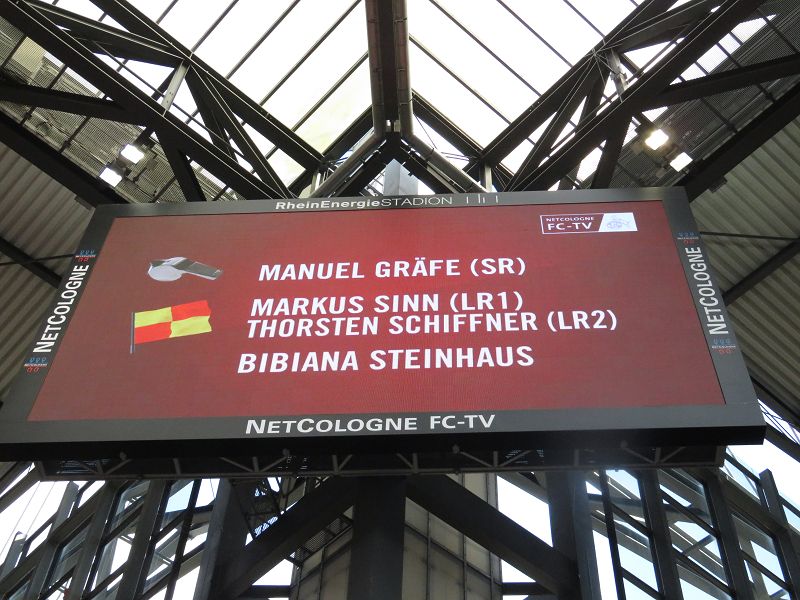 RheinEnergieSTADION
NETCOLOGNE
FC-TV
MANUEL GRÄFE (SR)
MARKUS SINN (LR1)
THORSTEN SCHIFFNER (LR2)
BIBIANA STEINHAUS
NETCOLOGNE
NETCOLOGNE
NETCOLOGNE FC-TV